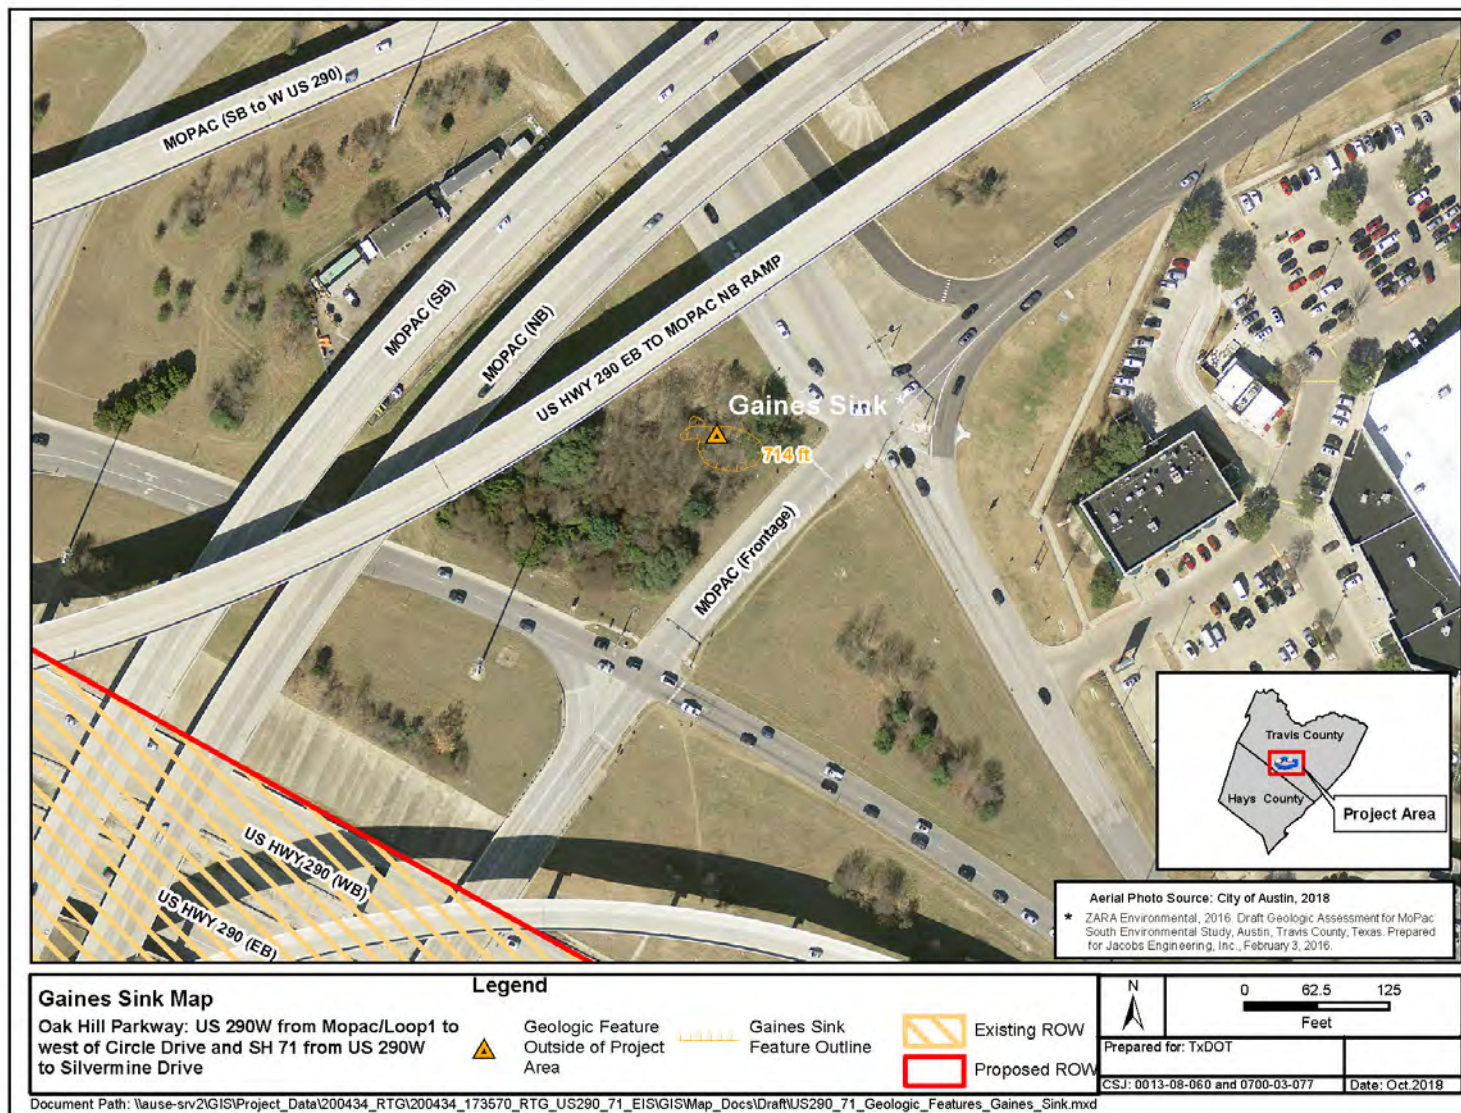 MOPAC (SB to W US 290)
MOPAC (SB)
MOPAC (NB)
US HWY 290 EB TO MOPAC NB RAMP
Gaines Sink *
714 ft
MOPAC (Frontage)
US HWY 290 (WB)
US HWY 290 (EB)
Travis County
Hays County
Project Area
Aerial Photo Source: City of Austin, 2018
* ZARA Environmental, 2016. Draft Geologic Assessment for MoPac
South Environmental Study, Austin, Travis County, Texas. Prepared
for Jacobs Engineering, Inc., February 3, 2016.
Gaines Sink Map
Oak Hill Parkway: US 290W from Mopac/Loop1 to
west of Circle Drive and SH 71 from US 290W
to Silvermine Drive
Legend
Geologic Feature
Outside of Project
Area
Gaines Sink
Feature Outline
Existing ROW
Proposed ROW
N
0 62.5 125
Feet
Prepared for: TxDOT
CSJ: 0013-08-060 and 0700-03-077
Date: Oct.2018
Document Path: \\ause-srv2\GIS\Project_Data\200434_RTG\200434_173570_RTG_US290_71_EIS\GIS\Map_Docs\Draft\US290_71_Geologic_Features_Gaines_Sink.mxd